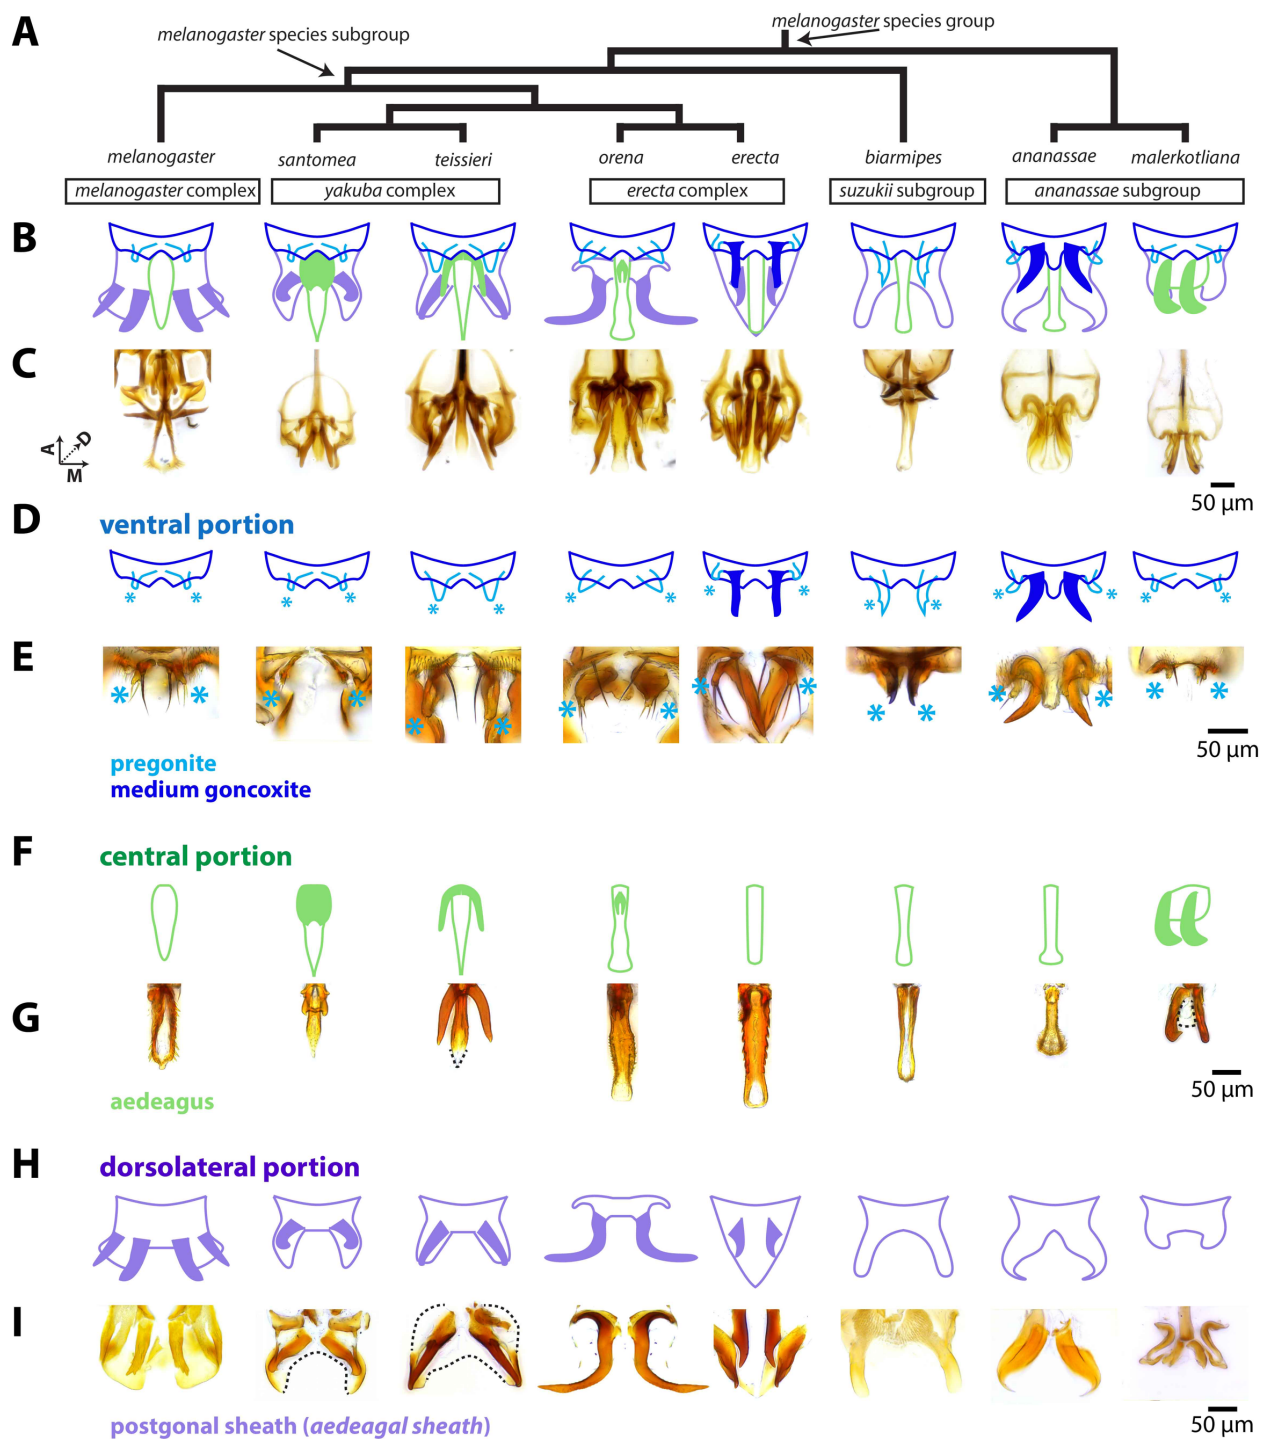 A
melanogaster species group
melanogaster species subgroup
melanogaster santomea teissieri orena erecta biarmipes ananassae malerkotliana
melanogaster complex yakuba complex erecta complex suzukii subgroup ananassae subgroup
B
C
A
D
M
50 µm
D
ventral portion
* * * * * * * * * * * * * * * *
E
* * * * * * * * * * * * * * * *
50 µm
pregonite
medium goncoxite
F
central portion
G
50 µm
aedeagus
H
dorsolateral portion
I
50 µm
postgonal sheath (aedeagal sheath)